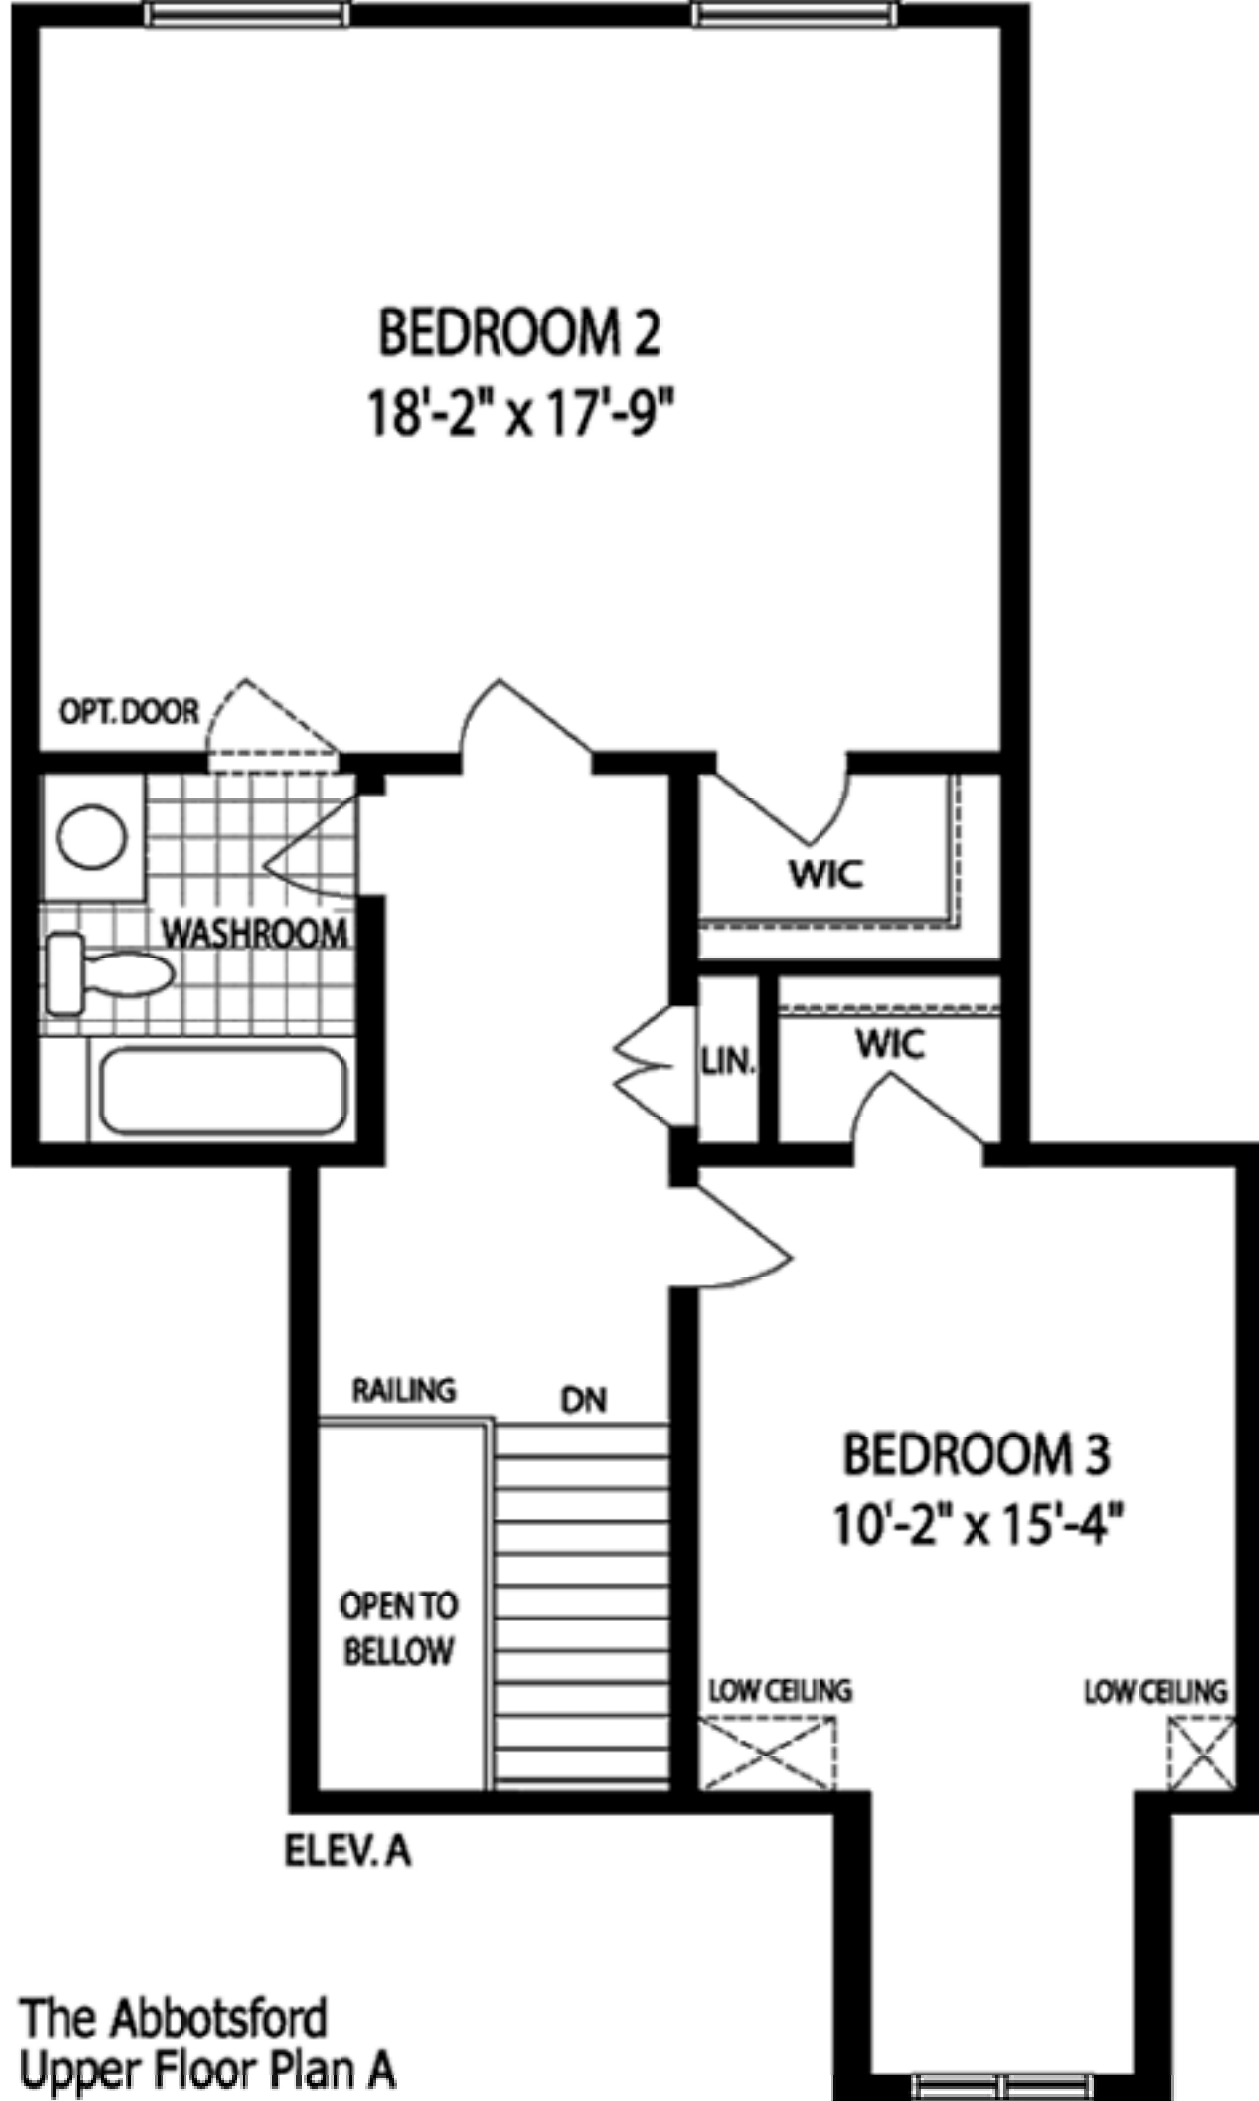 BEDROOM 2
18'-2" x 17'-9"
OPT. DOOR
WIC
WASHROOM
WIC
LIN.
RAILING
DN
BEDROOM 3
10'-2" x 15'-4"
OPEN TO
BELLOW
LOW CEILING
LOW CEILING
ELEV. A
The Abbotsford
Upper Floor Plan A